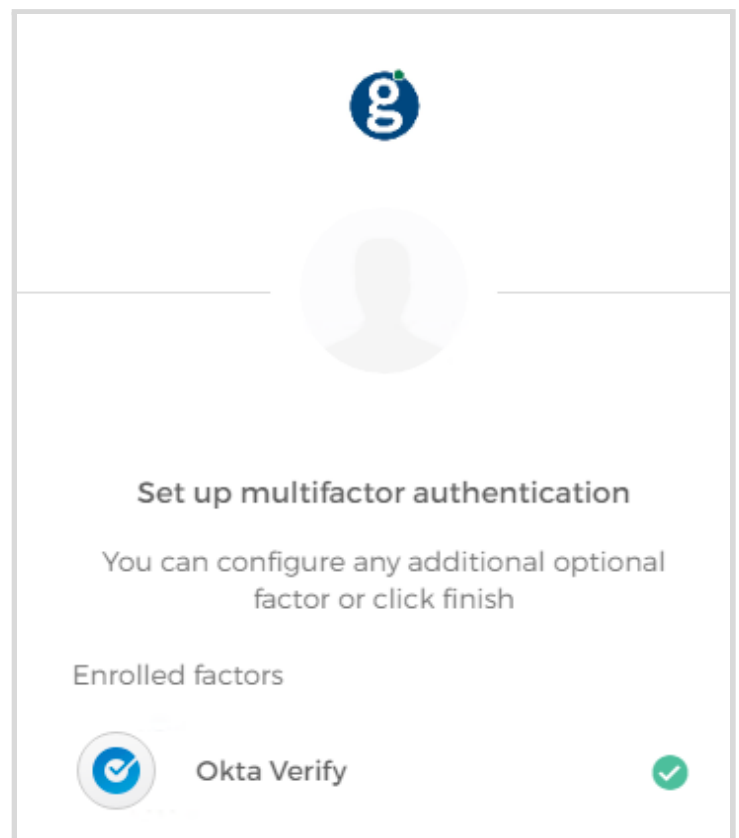 g
Set up multifactor authentication
You can configure any additional optional
factor or click finish
Enrolled factors
Okta Verify